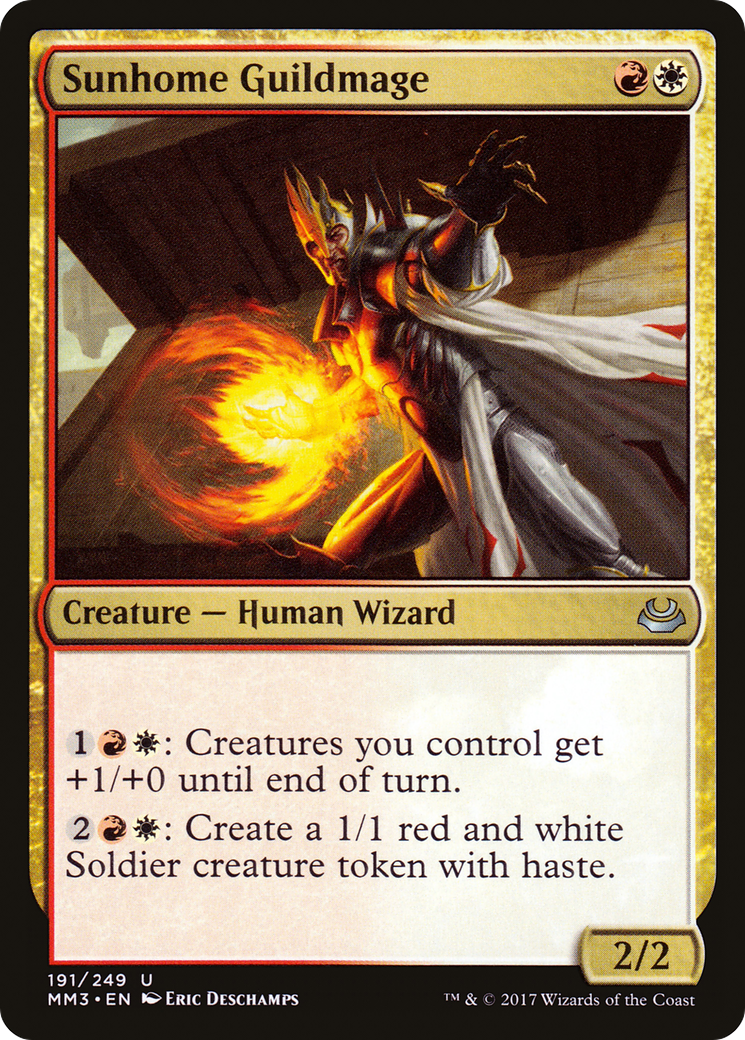 Sunhome Guildmage
1 : Creatures you control get
+1/+0 until end of turn.
Creature — Human Wizard
2 : Create a 1/1 red and white
Soldier creature token with haste.
2/2
191/249 U
MM3 • EN Eric Deschamps
™ & © 2017 Wizards of the Coast